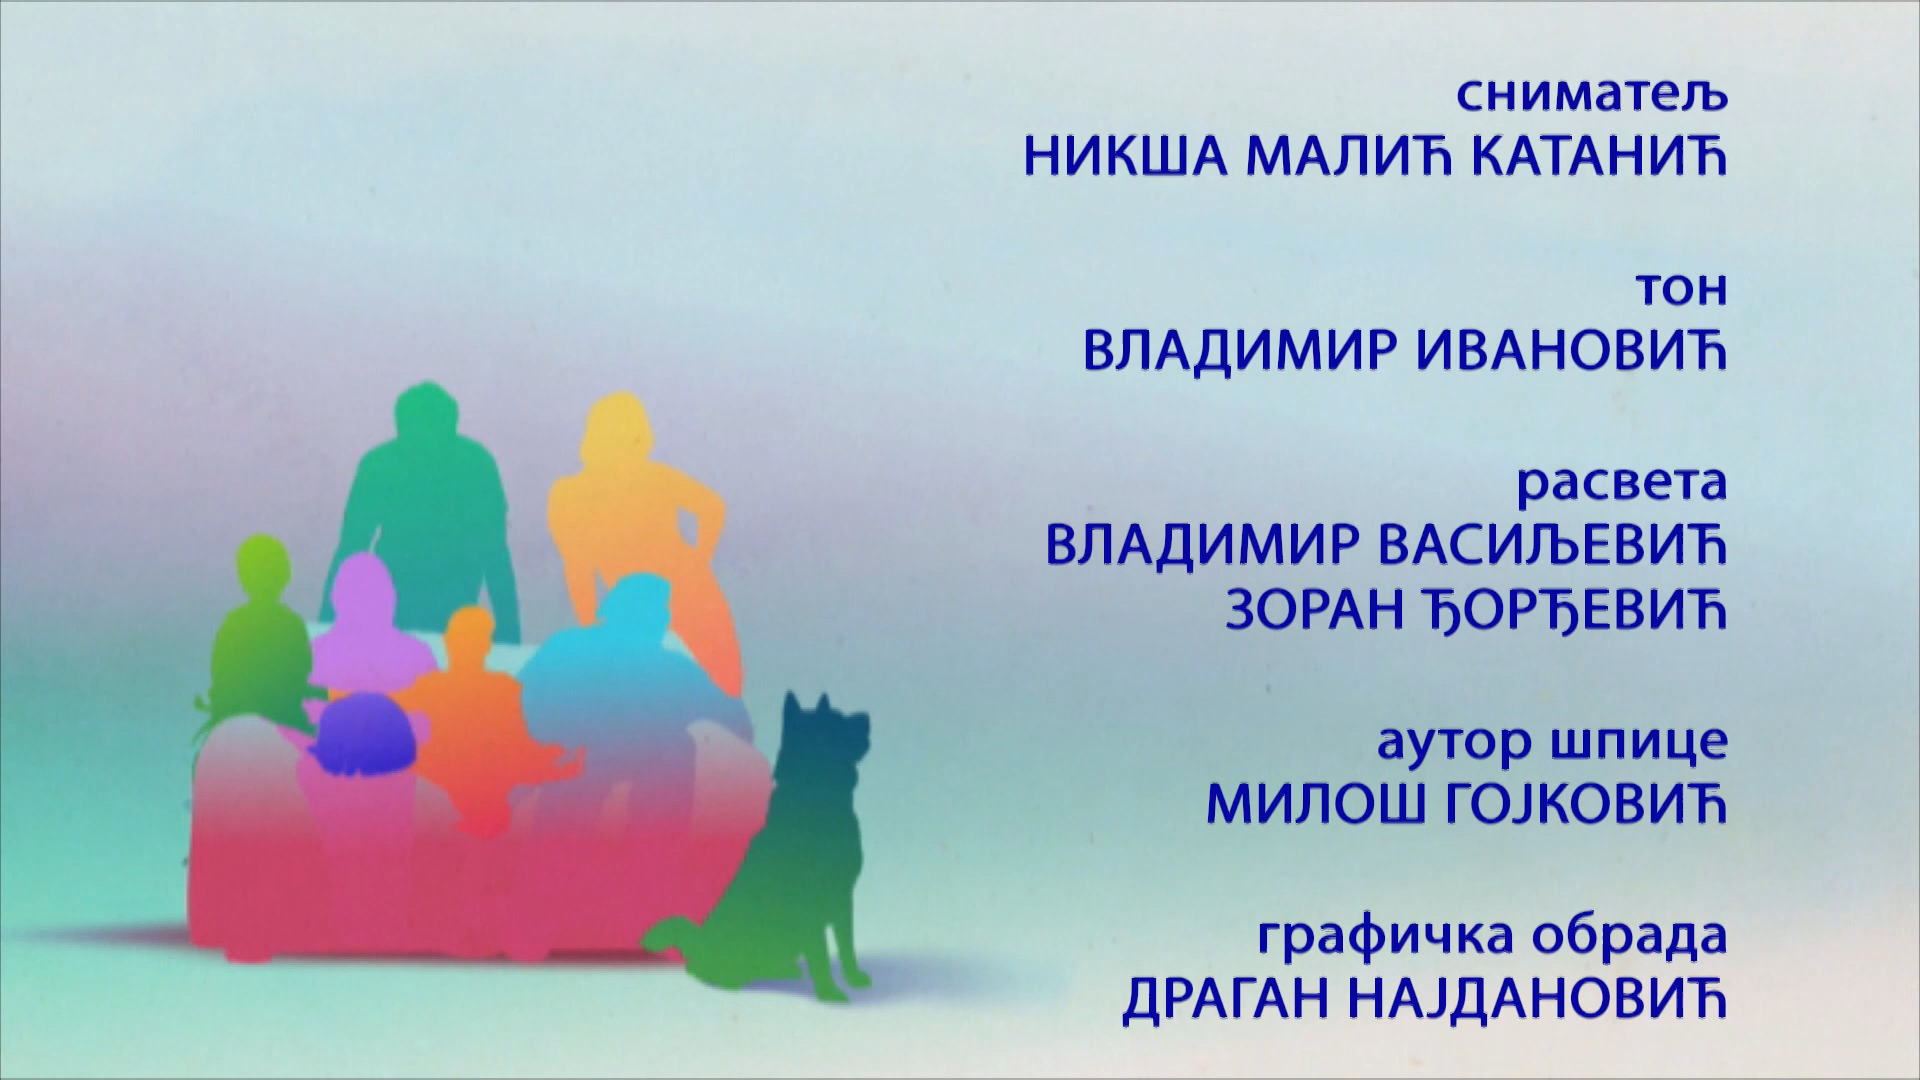 сниматељ
НИКША МАЛИЋ КАТАНИЋ
тон
ВЛАДИМИР ИВАНОВИЋ
расвета
ВЛАДИМИР ВАСИЉЕВИЋ
ЗОРАН ЂОРЂЕВИЋ
аутор шпице
МИЛОШ ГОЈКОВИЋ
графичка обрада
ДРАГАН НАЈДАНОВИЋ